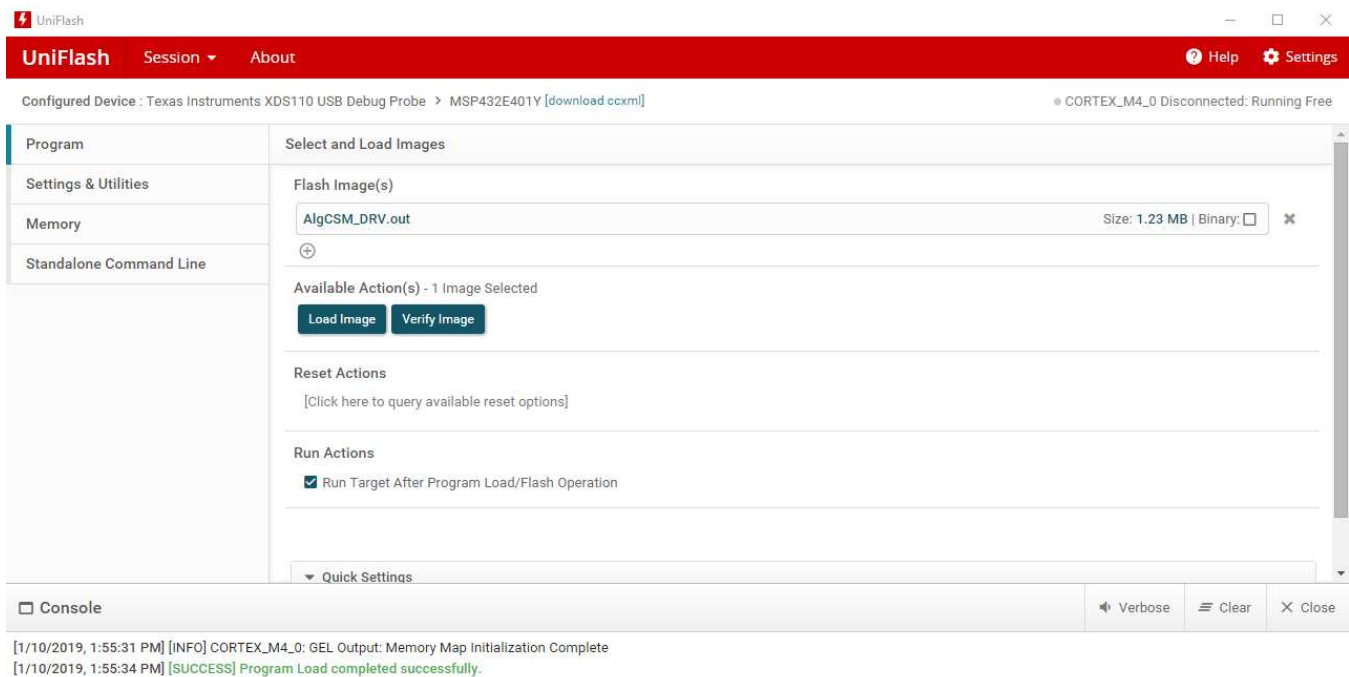 UniFlash
UniFlash Session About Help Settings
Configured Device : Texas Instruments XDS110 USB Debug Probe > MSP432E401Y [download ccxml] CORTEX_M4_0 Disconnected: Running Free
Program
Settings & Utilities
Memory
Standalone Command Line
Select and Load Images
Flash Image(s)
AlgCSM_DRV.out Size: 1.23 MB | Binary:
Available Action(s) - 1 Image Selected
Load Image Verify Image
Reset Actions
[Click here to query available reset options]
Run Actions
Run Target After Program Load/Flash Operation
Quick Settings
Console Verbose Clear Close
[1/10/2019, 1:55:31 PM] [INFO] CORTEX_M4_0: GEL Output: Memory Map Initialization Complete
[1/10/2019, 1:55:34 PM] [SUCCESS] Program Load completed successfully.